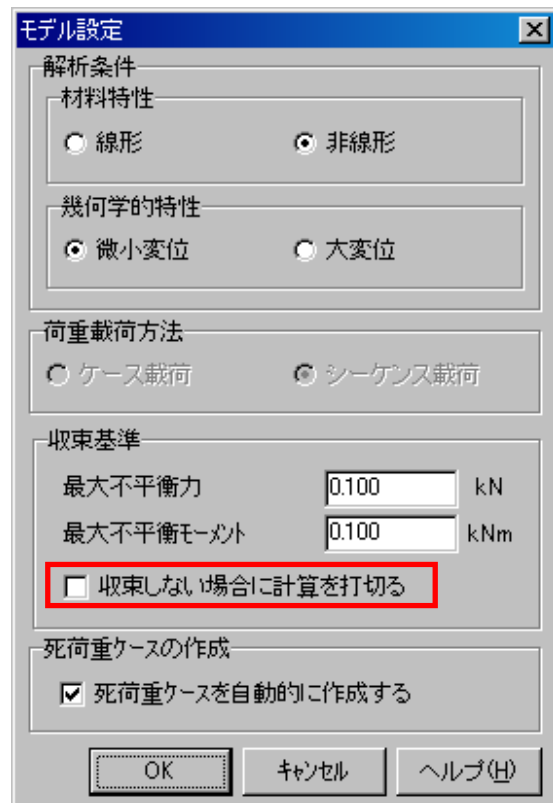 モデル設定
解析条件
材料特性
線形 非線形
幾何学的特性
微小変位 大変位
荷重載荷方法
ケース載荷 シーケンス載荷
収束基準
最大不平衡力 0.100 kN
最大不平衡モーメント 0.100 kNm
収束しない場合に計算を打切る
死荷重ケースの作成
死荷重ケースを自動的に作成する
OK キャンセル ヘルプ(H)